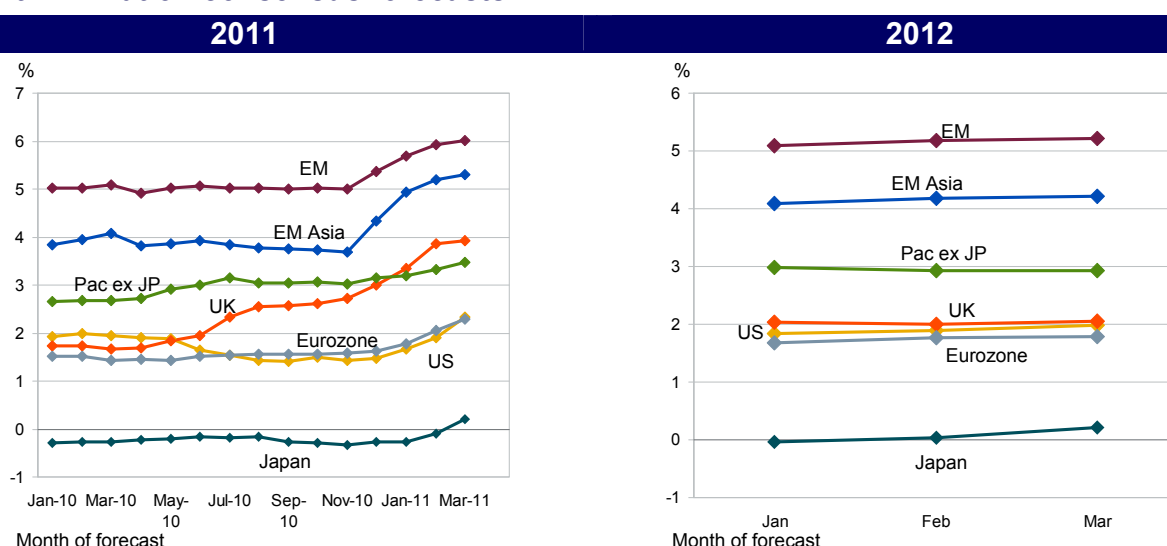 2011
2012
%
7
6
5
4
3
2
1
0
-1
EM
EM Asia
Pac ex JP
UK
Eurozone
US
Japan
Jan-10 Mar-10 May-10 Jul-10 Sep-10 Nov-10 Jan-11 Mar-11
Month of forecast
%
6
5
4
3
2
1
0
-1
EM
EM Asia
Pac ex JP
UK
US
Eurozone
Japan
Jan Feb Mar
Month of forecast